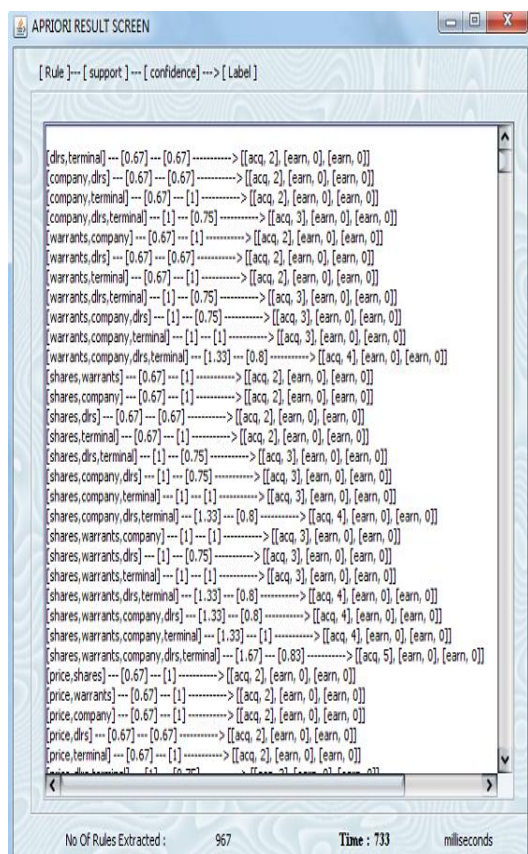 APRIORI RESULT SCREEN
[ Rule ]--- [ support ] --- [ confidence] ---> [ Label ]
[dlrs,terminal] --- [0.67] --- [0.67] -----------> [[acq, 2], [earn, 0], [earn, 0]]
[company,dlrs] --- [0.67] --- [0.67] -----------> [[acq, 2], [earn, 0], [earn, 0]]
[company,terminal] --- [0.67] --- [1] -----------> [[acq, 2], [earn, 0], [earn, 0]]
[company,dlrs,terminal] --- [1] --- [0.75] -----------> [[acq, 3], [earn, 0], [earn, 0]]
[warrants,company] --- [0.67] --- [1] -----------> [[acq, 2], [earn, 0], [earn, 0]]
[warrants,dlrs] --- [0.67] --- [0.67] -----------> [[acq, 2], [earn, 0], [earn, 0]]
[warrants,terminal] --- [0.67] --- [1] -----------> [[acq, 2], [earn, 0], [earn, 0]]
[warrants,dlrs,terminal] --- [1] --- [0.75] -----------> [[acq, 3], [earn, 0], [earn, 0]]
[warrants,company,dlrs] --- [1] --- [0.75] -----------> [[acq, 3], [earn, 0], [earn, 0]]
[warrants,company,terminal] --- [1] --- [1] -----------> [[acq, 3], [earn, 0], [earn, 0]]
[warrants,company,dlrs,terminal] --- [1.33] --- [0.8] -----------> [[acq, 4], [earn, 0], [earn, 0]]
[shares,warrants] --- [0.67] --- [1] -----------> [[acq, 2], [earn, 0], [earn, 0]]
[shares,company] --- [0.67] --- [1] -----------> [[acq, 2], [earn, 0], [earn, 0]]
[shares,dlrs] --- [0.67] --- [0.67] -----------> [[acq, 2], [earn, 0], [earn, 0]]
[shares,terminal] --- [0.67] --- [1] -----------> [[acq, 2], [earn, 0], [earn, 0]]
[shares,dlrs,terminal] --- [1] --- [0.75] -----------> [[acq, 3], [earn, 0], [earn, 0]]
[shares,company,dlrs] --- [1] --- [0.75] -----------> [[acq, 3], [earn, 0], [earn, 0]]
[shares,company,terminal] --- [1] --- [1] -----------> [[acq, 3], [earn, 0], [earn, 0]]
[shares,company,dlrs,terminal] --- [1.33] --- [0.8] -----------> [[acq, 4], [earn, 0], [earn, 0]]
[shares,warrants,company] --- [1] --- [1] -----------> [[acq, 3], [earn, 0], [earn, 0]]
[shares,warrants,dlrs] --- [1] --- [0.75] -----------> [[acq, 3], [earn, 0], [earn, 0]]
[shares,warrants,terminal] --- [1] --- [1] -----------> [[acq, 3], [earn, 0], [earn, 0]]
[shares,warrants,dlrs,terminal] --- [1.33] --- [0.8] -----------> [[acq, 4], [earn, 0], [earn, 0]]
[shares,warrants,company,dlrs] --- [1.33] --- [0.8] -----------> [[acq, 4], [earn, 0], [earn, 0]]
[shares,warrants,company,terminal] --- [1.33] --- [1] -----------> [[acq, 4], [earn, 0], [earn, 0]]
[shares,warrants,company,dlrs,terminal] --- [1.67] --- [0.83] -----------> [[acq, 5], [earn, 0], [earn, 0]]
[price,shares] --- [0.67] --- [1] -----------> [[acq, 2], [earn, 0], [earn, 0]]
[price,warrants] --- [0.67] --- [1] -----------> [[acq, 2], [earn, 0], [earn, 0]]
[price,company] --- [0.67] --- [1] -----------> [[acq, 2], [earn, 0], [earn, 0]]
[price,dlrs] --- [0.67] --- [0.67] -----------> [[acq, 2], [earn, 0], [earn, 0]]
[price,terminal] --- [0.67] --- [1] -----------> [[acq, 2], [earn, 0], [earn, 0]]
No Of Rules Extracted : 967 Time : 733 milliseconds